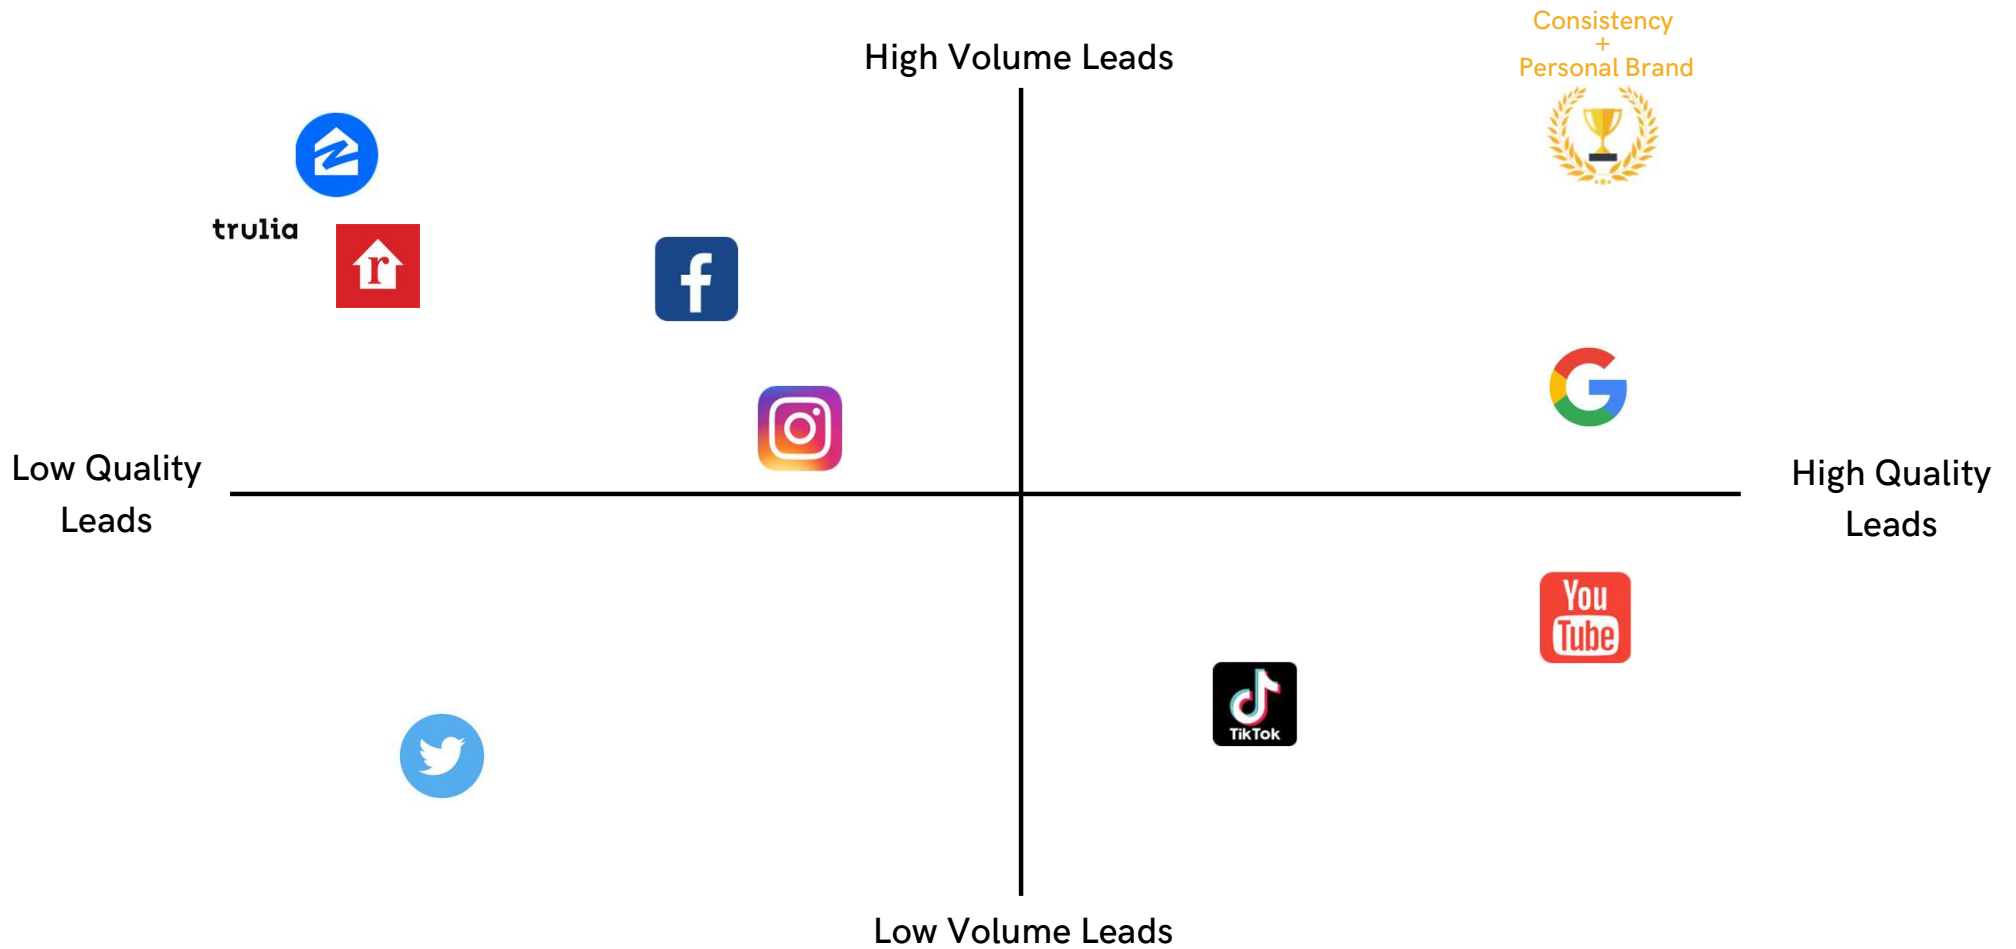 Consistency
+
Personal Brand
High Volume Leads
trulia
r
f
Low Quality
Leads
High Quality
Leads
You
Tube
TikTok
Low Volume Leads